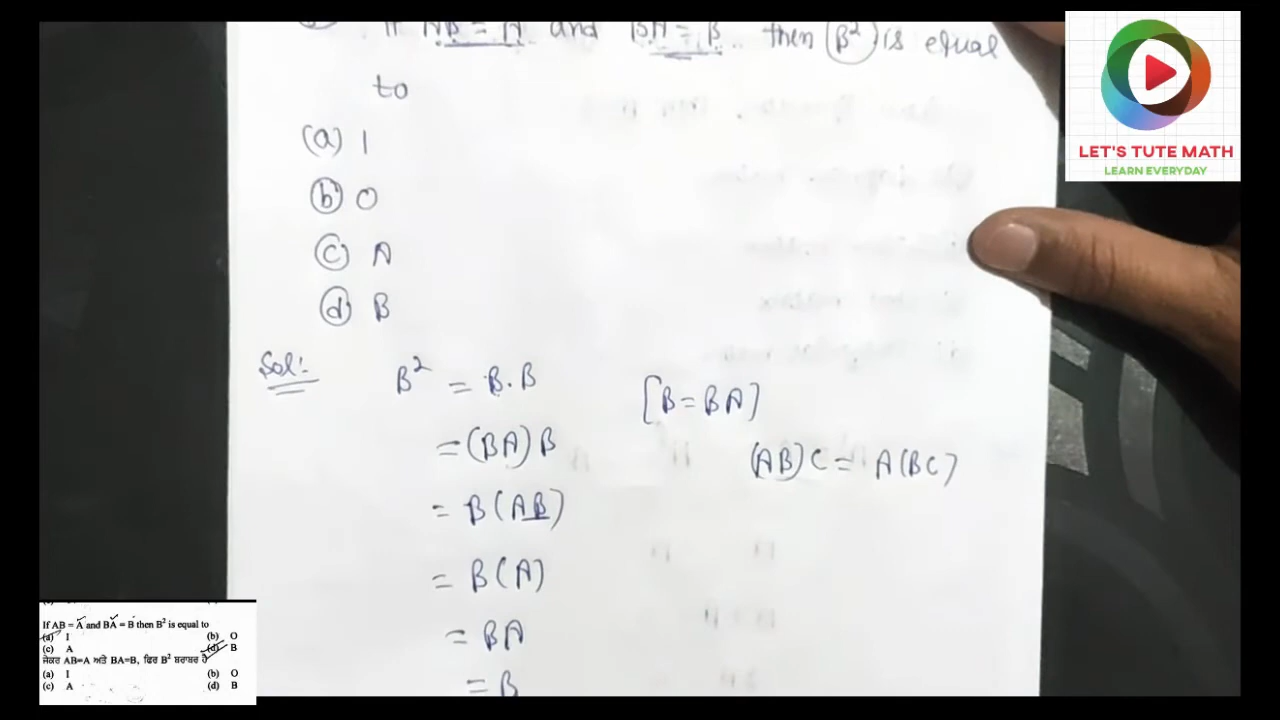 If AB = A and BA = B then (B²) is equal
to
(a) I
(b) O
(c) A
(d) B
Sol:
B² = B.B [B = BA]
= (BA) B (AB) C = A (BC)
= B (AB)
= B (A)
= BA
= B
LET'S TUTE MATH
LEARN EVERYDAY
If AB = A and BA = B then B² is equal to
(a) I (b) O
(c) A (d) B
ਜੇਕਰ AB=A ਅਤੇ BA=B, ਫਿਰ B² ਬਰਾਬਰ ਹੈ
(a) I (b) O
(c) A (d) B